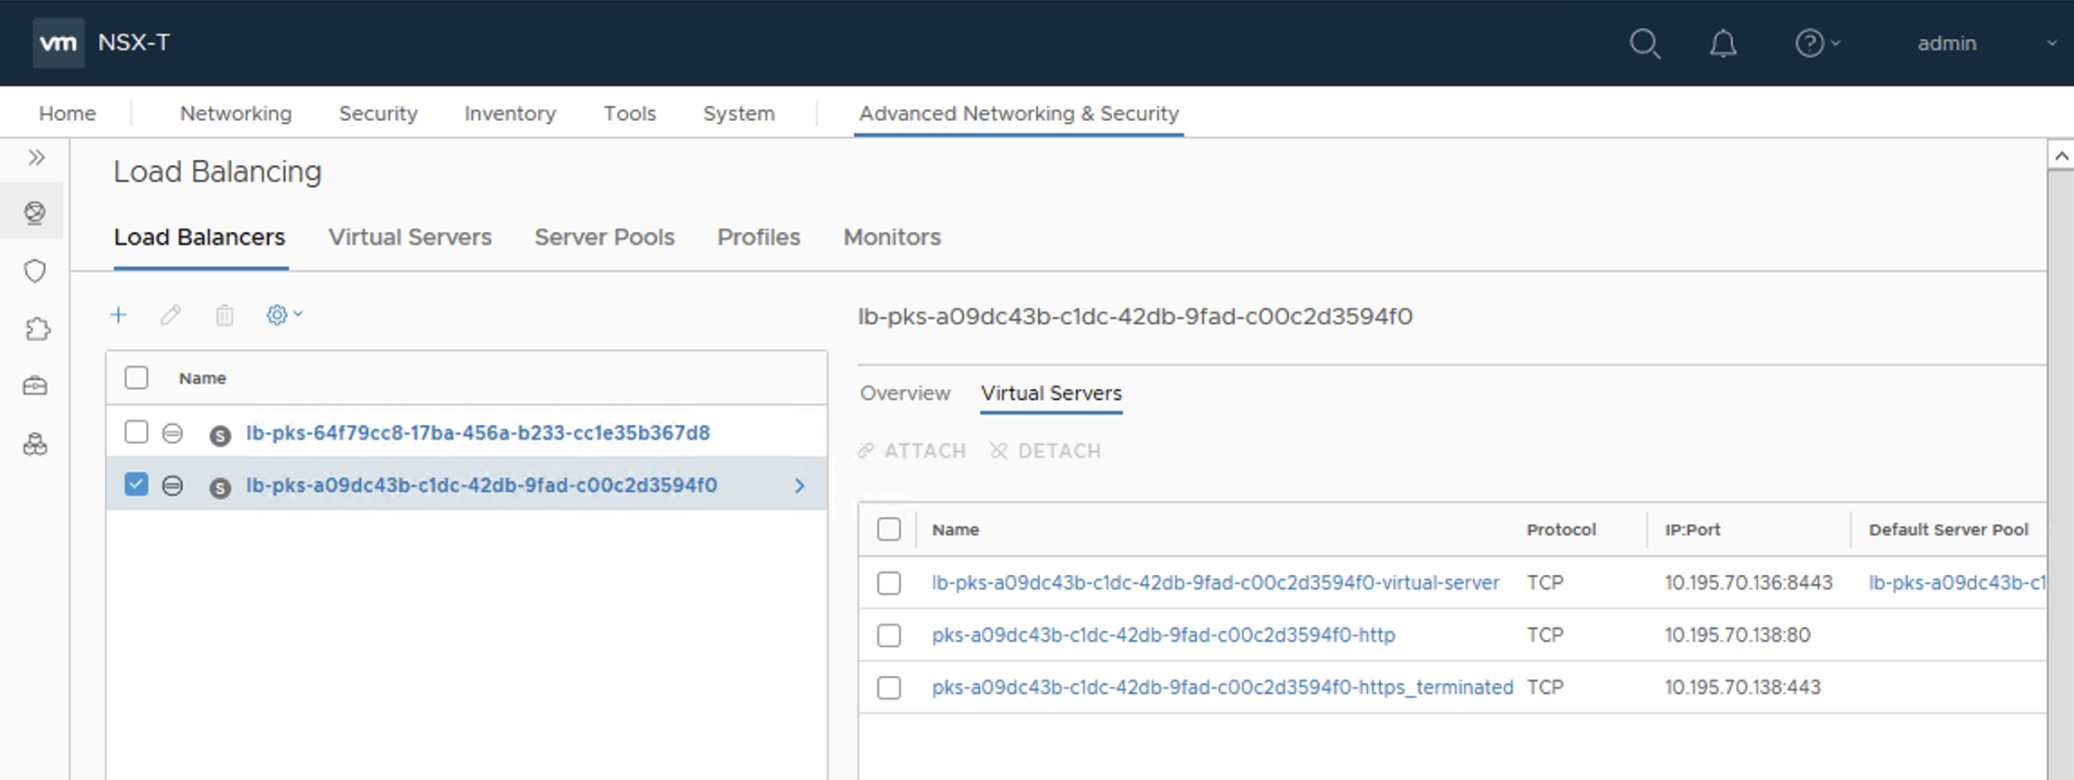 vm NSX-T admin
Home Networking Security Inventory Tools System Advanced Networking & Security
Load Balancing
Load Balancers Virtual Servers Server Pools Profiles Monitors
lb-pks-a09dc43b-c1dc-42db-9fad-c00c2d3594f0
Name
S lb-pks-64f79cc8-17ba-456a-b233-cc1e35b367d8
S lb-pks-a09dc43b-c1dc-42db-9fad-c00c2d3594f0
Overview Virtual Servers
ATTACH DETACH
Name Protocol IP:Port Default Server Pool
lb-pks-a09dc43b-c1dc-42db-9fad-c00c2d3594f0-virtual-server TCP 10.195.70.136:8443 lb-pks-a09dc43b-c1
pks-a09dc43b-c1dc-42db-9fad-c00c2d3594f0-http TCP 10.195.70.138:80
pks-a09dc43b-c1dc-42db-9fad-c00c2d3594f0-https_terminated TCP 10.195.70.138:443